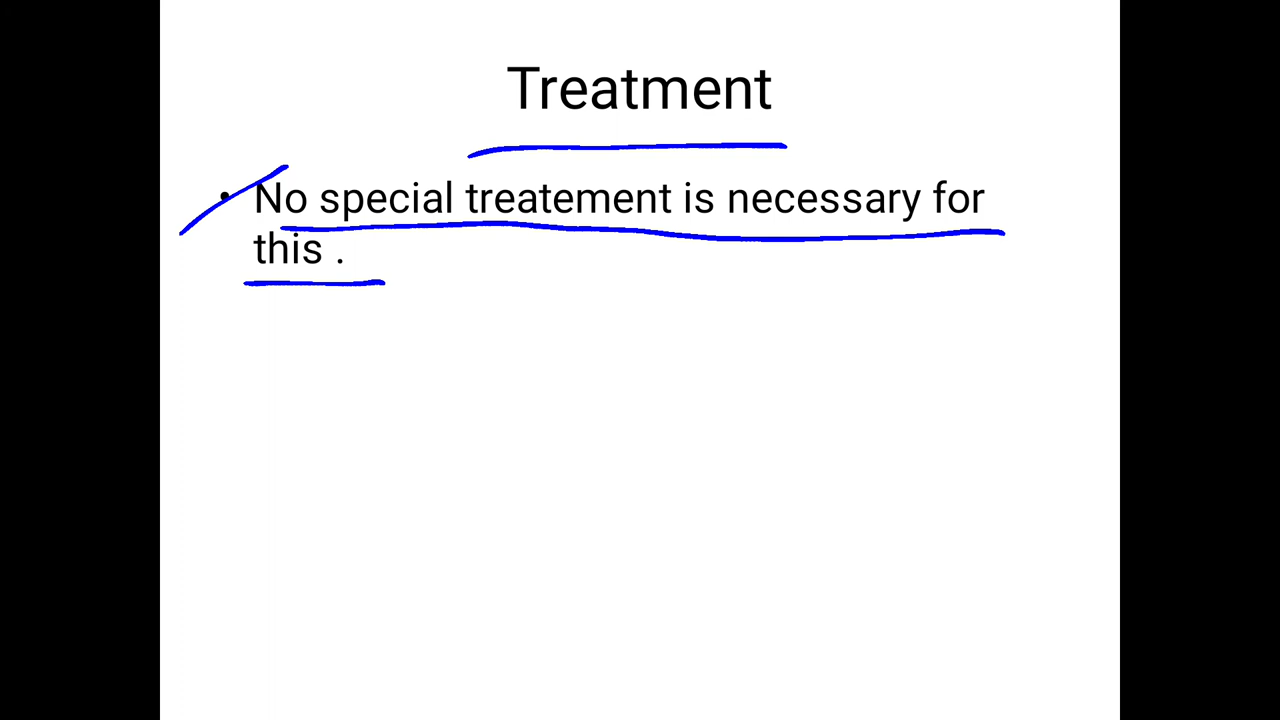 Treatment
• No special treatement is necessary for
this .